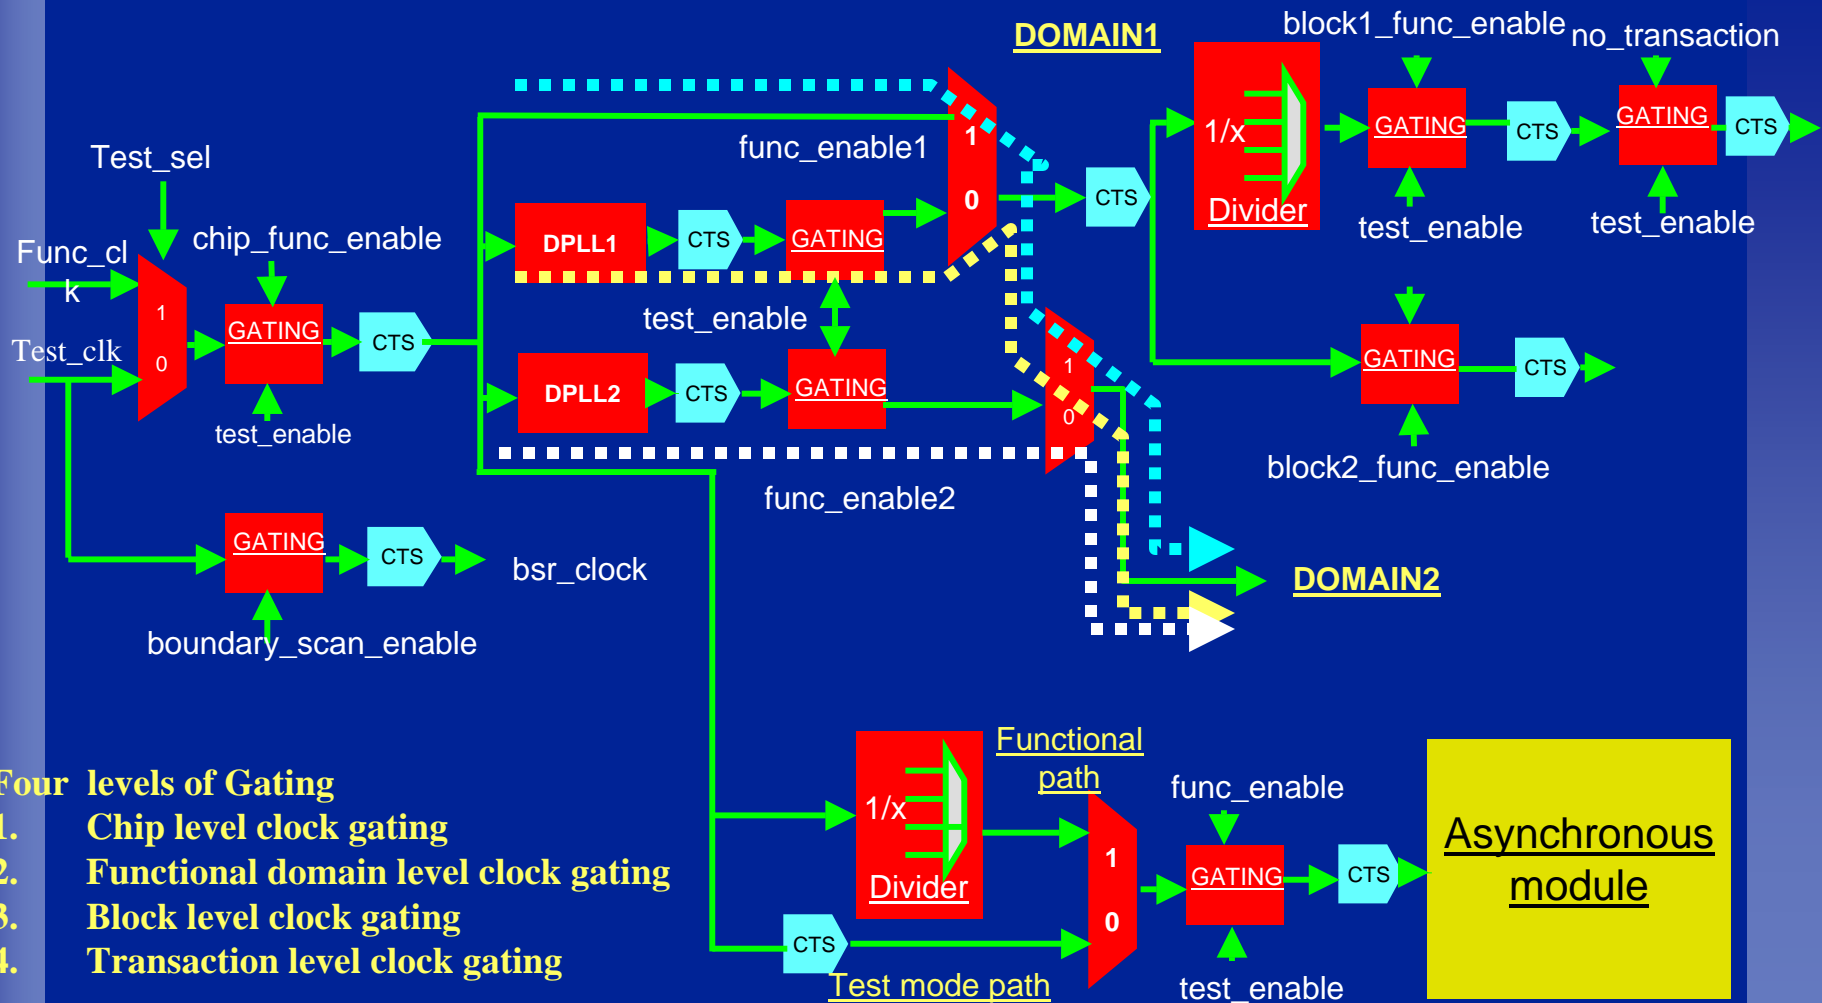 DOMAIN1
block1_func_enable
no_transaction
func_enable1
1
0
1/x
Divider
GATING
CTS
GATING
CTS
test_enable
test_enable
Test_sel
Func_cl
k
chip_func_enable
1
0
Test_clk
GATING
CTS
test_enable
DPLL1
CTS
GATING
CTS
test_enable
DPLL2
CTS
GATING
1
0
func_enable2
GATING
CTS
block2_func_enable
GATING
CTS
bsr_clock
boundary_scan_enable
DOMAIN2
Four levels of Gating
1. Chip level clock gating
2. Functional domain level clock gating
3. Block level clock gating
4. Transaction level clock gating
1/x
Divider
Functional
path
1
0
CTS
Test mode path
func_enable
GATING
CTS
test_enable
Asynchronous
module